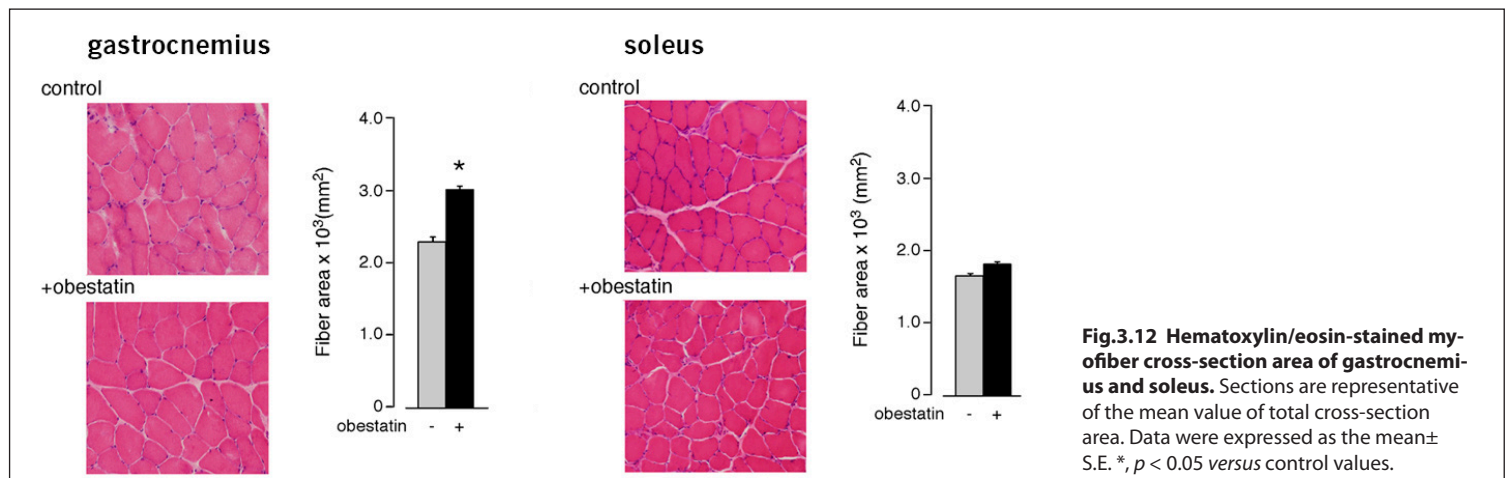 gastrocnemius
control
+obestatin
4.0
3.0
2.0
1.0
0
Fiber area x 10³(mm²)
*
obestatin - +
soleus
control
+obestatin
4.0
3.0
2.0
1.0
0
Fiber area x 10³ (mm²)
obestatin - +
Fig.3.12 Hematoxylin/eosin-stained my-
ofiber cross-section area of gastrocnemi-
us and soleus. Sections are representative
of the mean value of total cross-section
area. Data were expressed as the mean±
S.E. *, p < 0.05 versus control values.